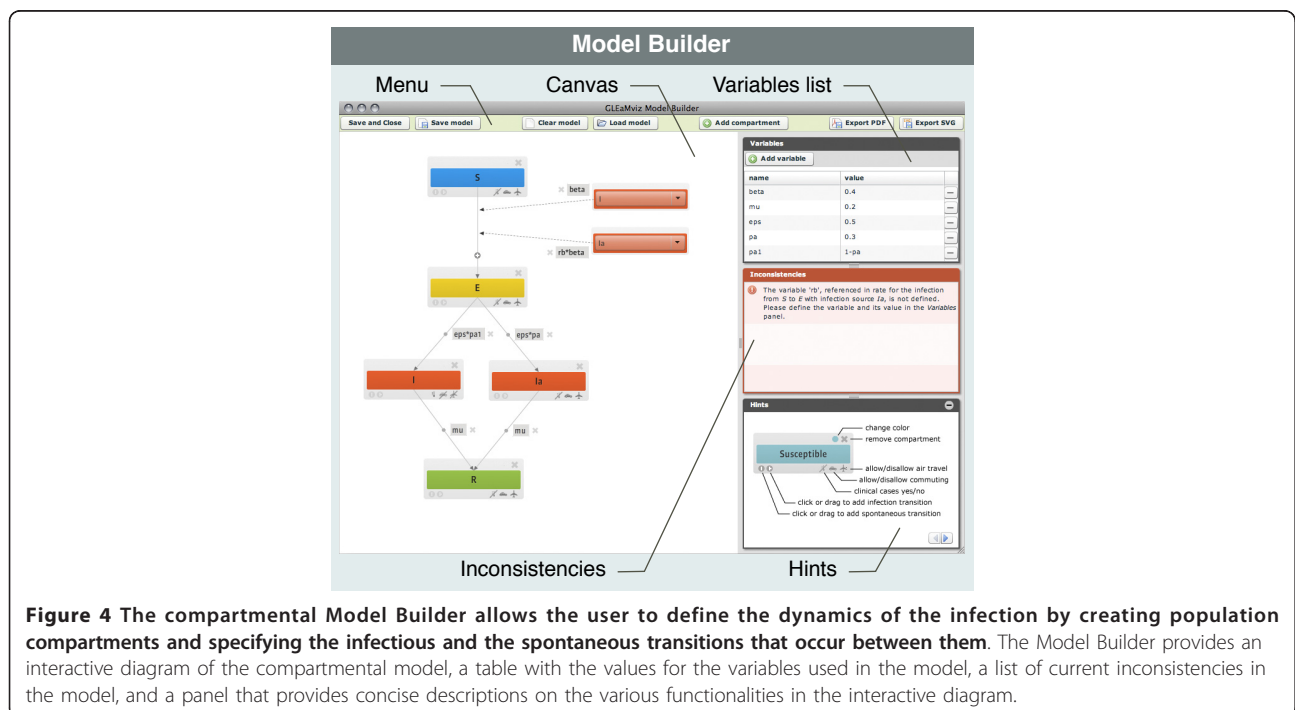 Model Builder
Menu
Canvas
Variables list
GLEaMviz Model Builder
Save and Close
Save model
Clear model
Load model
Add compartment
Export PDF
Export SVG
S
beta
I
Ia
rb*beta
E
eps*pa1
eps*pa
I
Ia
mu
mu
R
Variables
Add variable
name value
beta 0.4
mu 0.2
eps 0.5
pa 0.3
pa1 1-pa
Inconsistencies
The variable 'rb', referenced in rate for the infection
from S to E with infection source Ia, is not defined.
Please define the variable and its value in the Variables
panel.
Hints
change color
remove compartment
Susceptible
allow/disallow air travel
allow/disallow commuting
clinical cases yes/no
click or drag to add infection transition
click or drag to add spontaneous transition
Inconsistencies
Hints
Figure 4 The compartmental Model Builder allows the user to define the dynamics of the infection by creating population
compartments and specifying the infectious and the spontaneous transitions that occur between them. The Model Builder provides an
interactive diagram of the compartmental model, a table with the values for the variables used in the model, a list of current inconsistencies in
the model, and a panel that provides concise descriptions on the various functionalities in the interactive diagram.